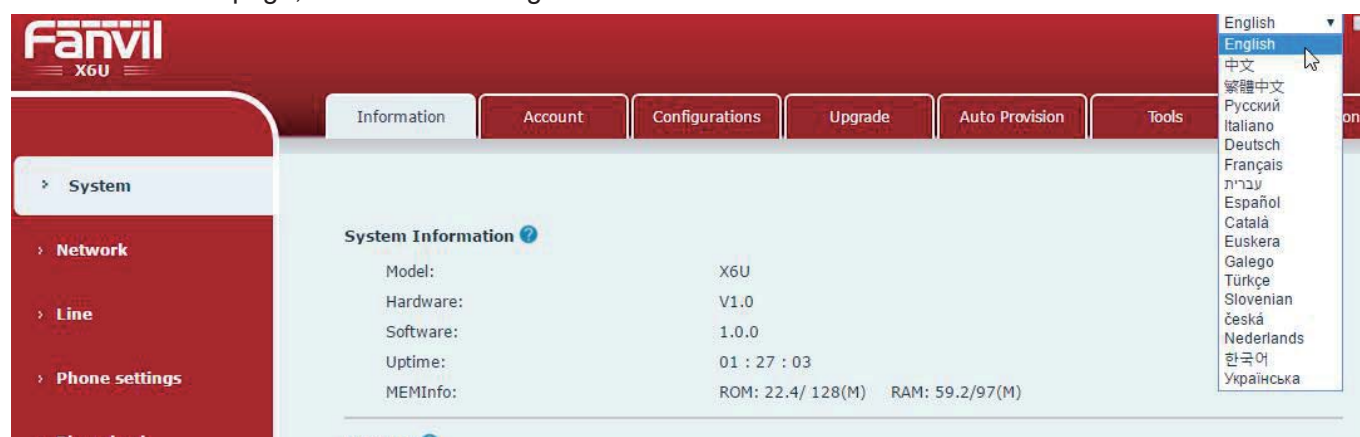 Fanvil
X6U
English
English
中文
繁體中文
Русский
Italiano
Deutsch
Français
עברית
Español
Català
Euskera
Galego
Türkçe
Slovenian
česká
Nederlands
한국어
Українська
Information Account Configurations Upgrade Auto Provision Tools
System
Network
Line
Phone settings
System Information
Model: X6U
Hardware: V1.0
Software: 1.0.0
Uptime: 01 : 27 : 03
MEMInfo: ROM: 22.4/ 128(M) RAM: 59.2/97(M)